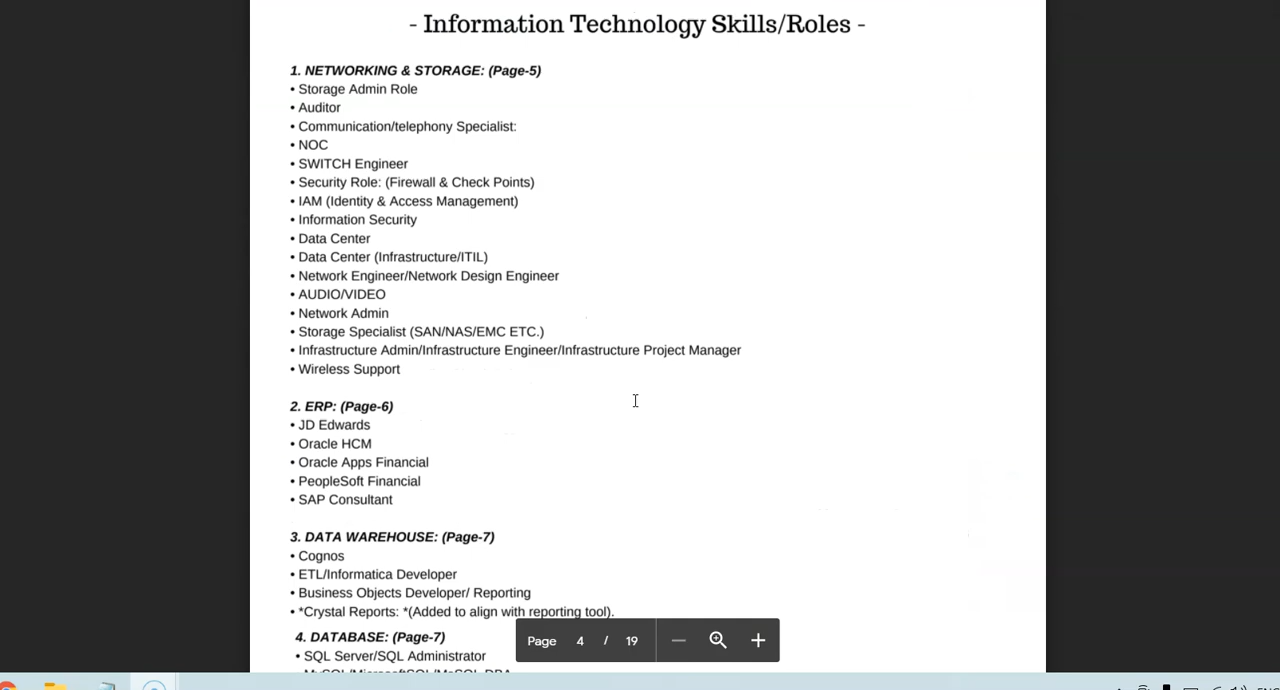 - Information Technology Skills/Roles -
1. NETWORKING & STORAGE: (Page-5)
• Storage Admin Role
• Auditor
• Communication/telephony Specialist:
• NOC
• SWITCH Engineer
• Security Role: (Firewall & Check Points)
• IAM (Identity & Access Management)
• Information Security
• Data Center
• Data Center (Infrastructure/ITIL)
• Network Engineer/Network Design Engineer
• AUDIO/VIDEO
• Network Admin
• Storage Specialist (SAN/NAS/EMC ETC.)
• Infrastructure Admin/Infrastructure Engineer/Infrastructure Project Manager
• Wireless Support
2. ERP: (Page-6)
• JD Edwards
• Oracle HCM
• Oracle Apps Financial
• PeopleSoft Financial
• SAP Consultant
3. DATA WAREHOUSE: (Page-7)
• Cognos
• ETL/Informatica Developer
• Business Objects Developer/ Reporting
• *Crystal Reports: *(Added to align with reporting tool).
4. DATABASE: (Page-7)
• SQL Server/SQL Administrator
Page 4 / 19